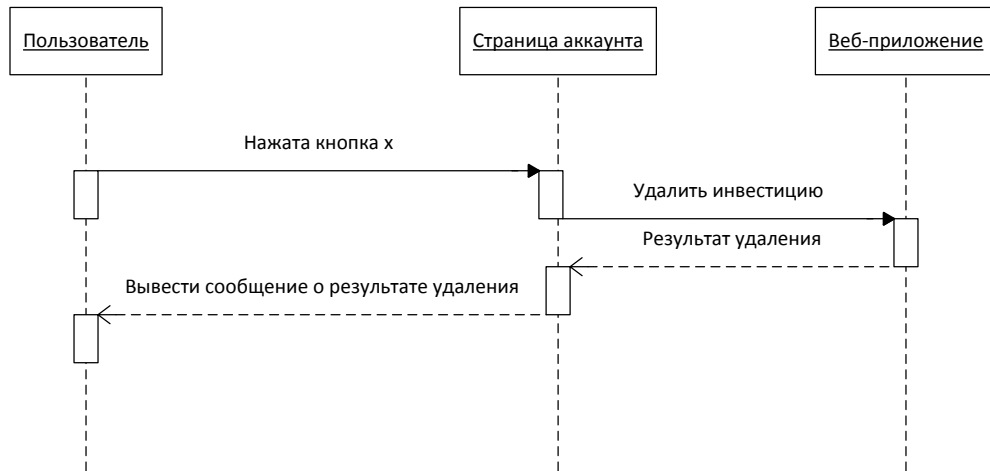 Пользователь
Страница аккаунта
Веб-приложение
Нажата кнопка x
Удалить инвестицию
Результат удаления
Вывести сообщение о результате удаления